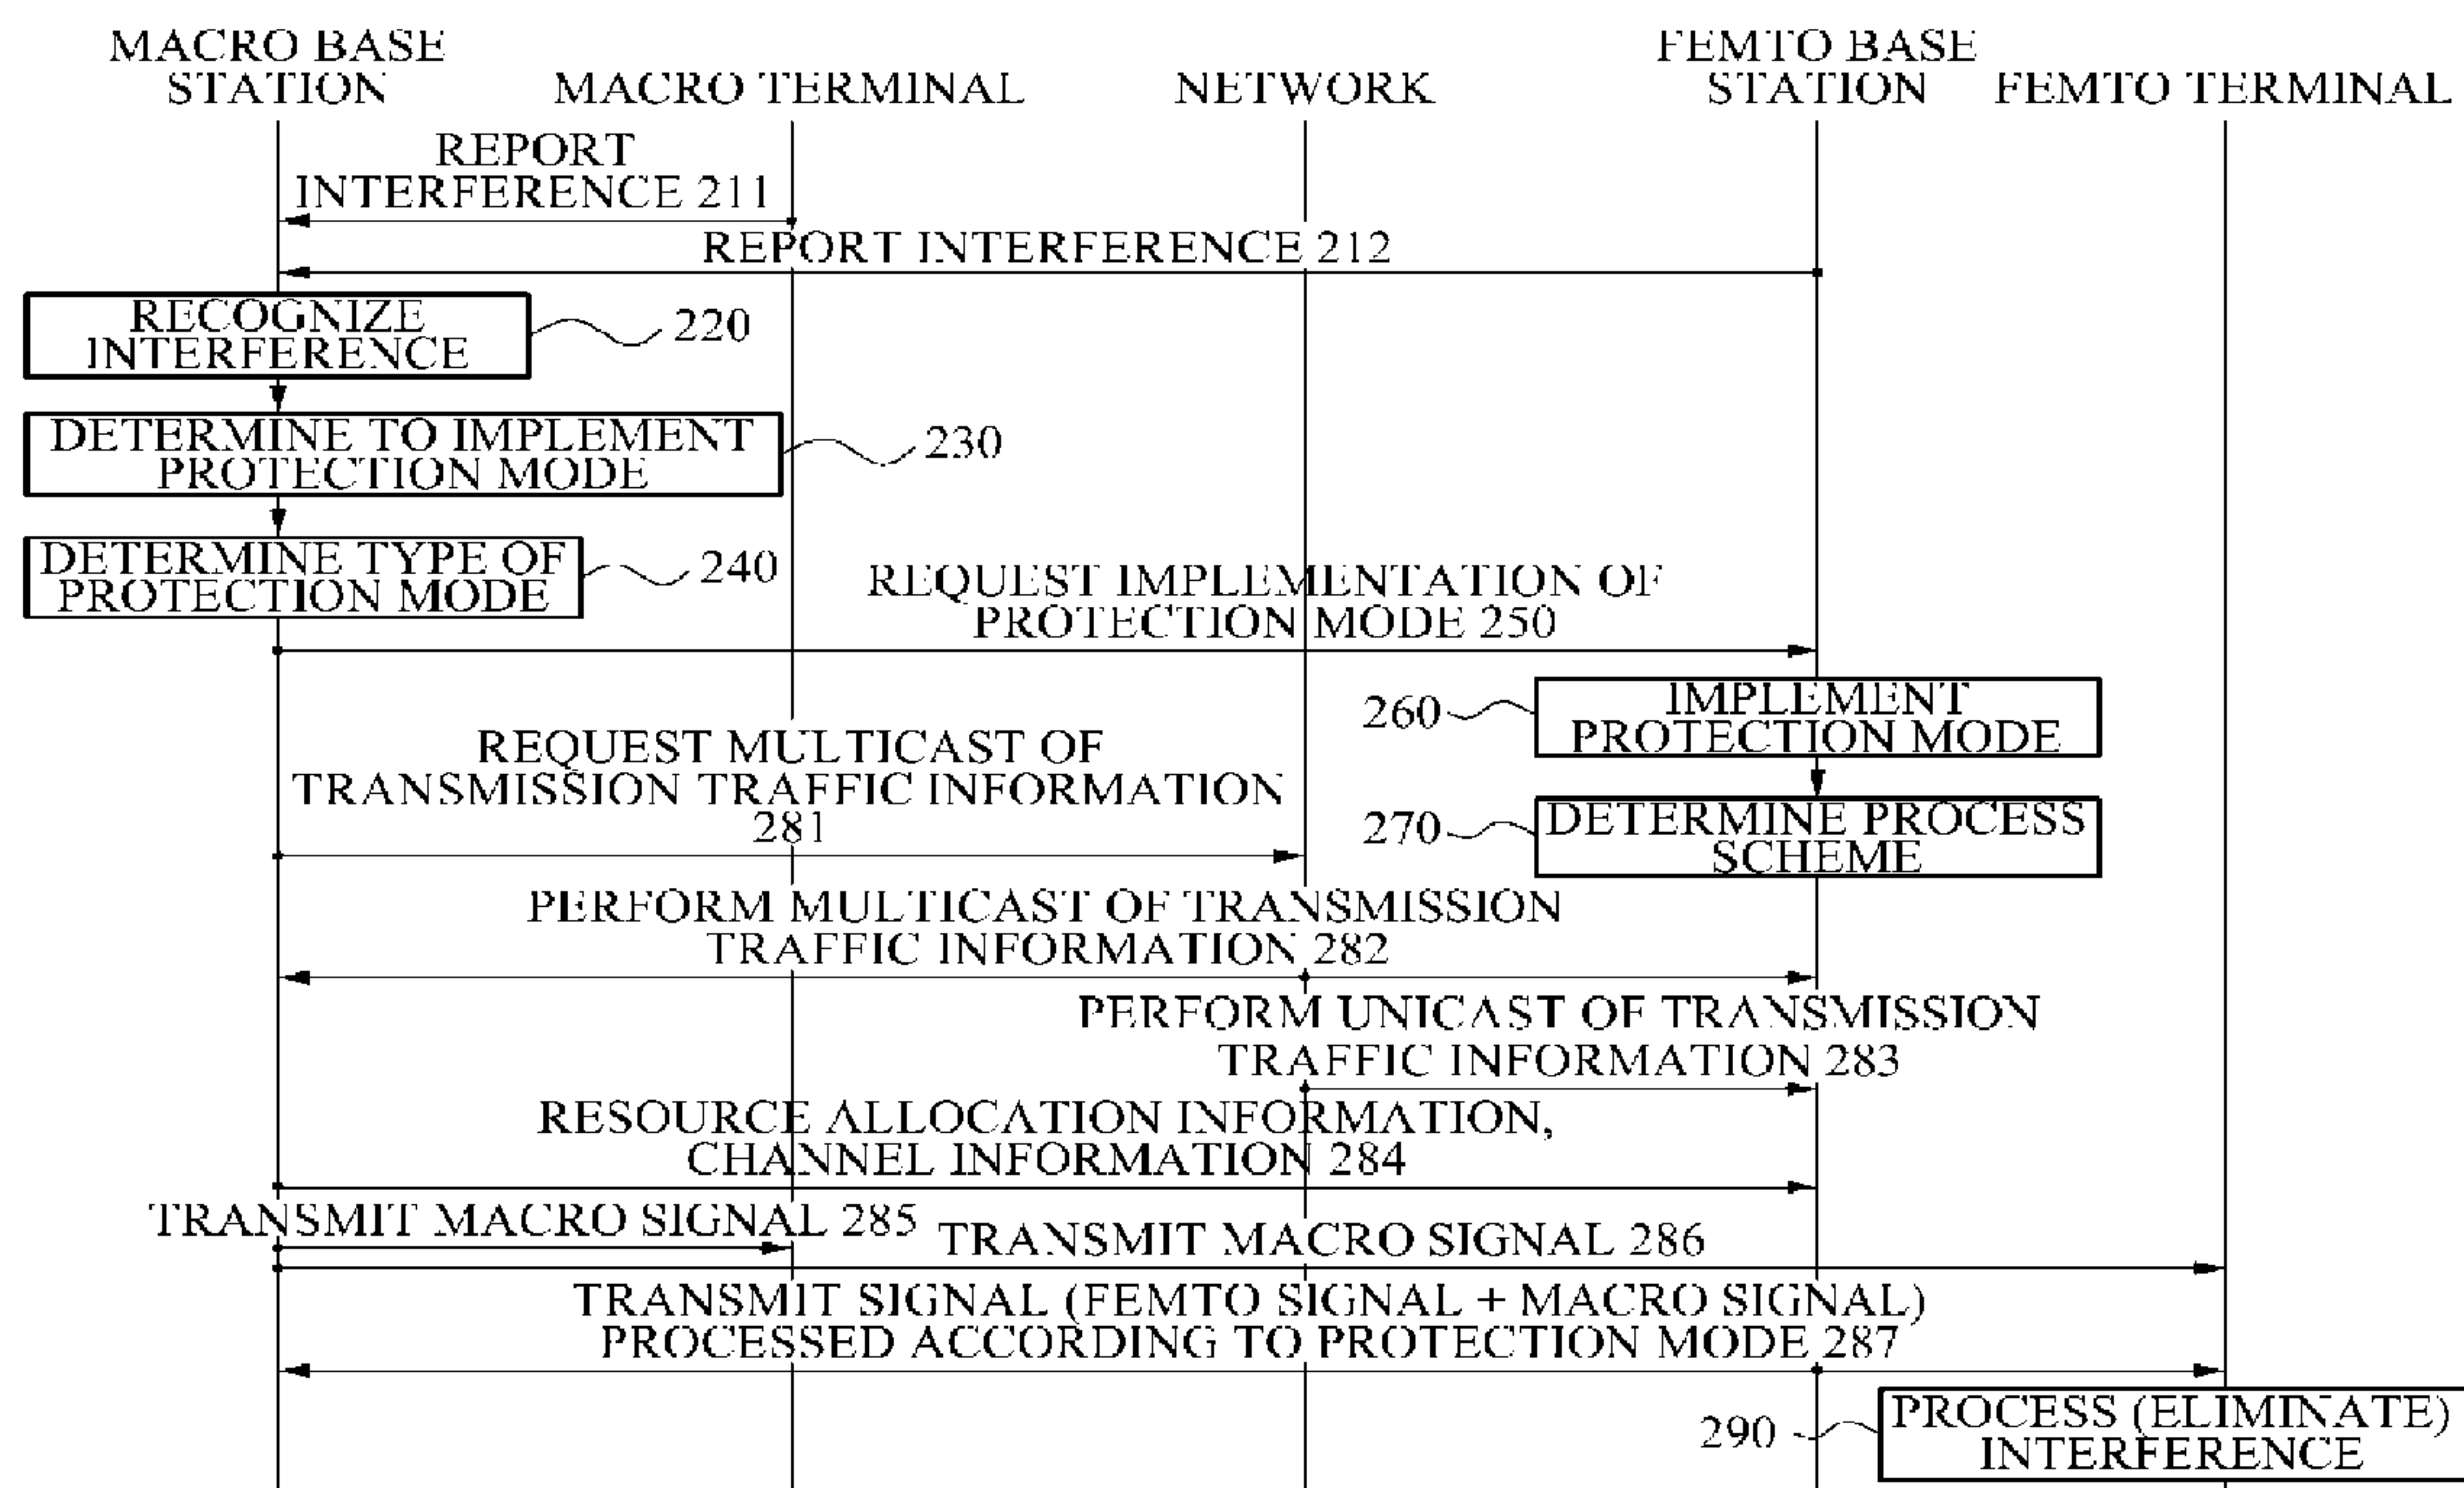 MACRO BASE
STATION
MACRO TERMINAL
NETWORK
FEMTO BASE
STATION
FEMTO TERMINAL
REPORT
INTERFERENCE 211
REPORT INTERFERENCE 212
RECOGNIZE
INTERFERENCE
220
DETERMINE TO IMPLEMENT
PROTECTION MODE
230
DETERMINE TYPE OF
PROTECTION MODE
240
REQUEST IMPLEMENTATION OF
PROTECTION MODE 250
260
IMPLEMENT
PROTECTION MODE
REQUEST MULTICAST OF
TRANSMISSION TRAFFIC INFORMATION
281
270
DETERMINE PROCESS
SCHEME
PERFORM MULTICAST OF TRANSMISSION
TRAFFIC INFORMATION 282
PERFORM UNICAST OF TRANSMISSION
TRAFFIC INFORMATION 283
RESOURCE ALLOCATION INFORMATION,
CHANNEL INFORMATION 284
TRANSMIT MACRO SIGNAL 285
TRANSMIT MACRO SIGNAL 286
TRANSMIT SIGNAL (FEMTO SIGNAL + MACRO SIGNAL)
PROCESSED ACCORDING TO PROTECTION MODE 287
290
PROCESS (ELIMINATE)
INTERFERENCE